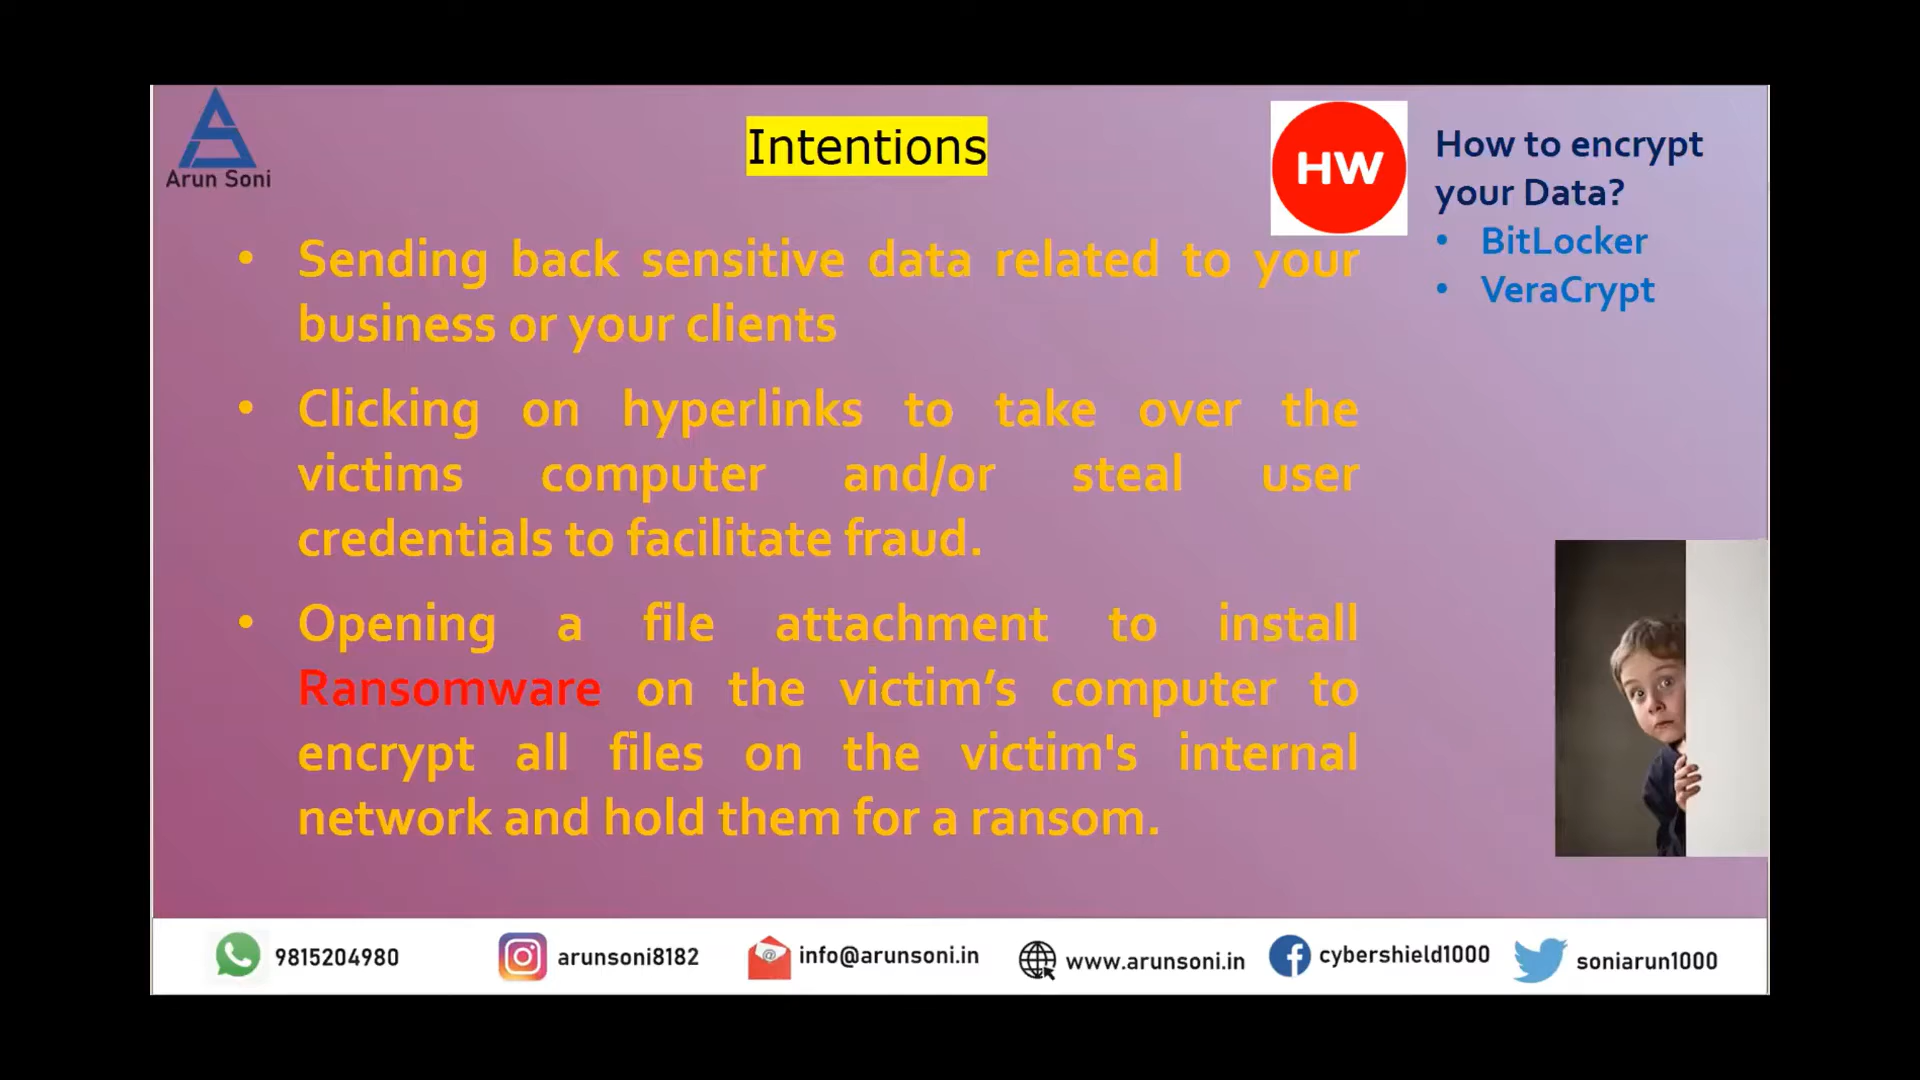 Arun Soni
Intentions
HW
How to encrypt
your Data?
• BitLocker
• VeraCrypt
• Sending back sensitive data related to your
business or your clients
• Clicking on hyperlinks to take over the
victims computer and/or steal user
credentials to facilitate fraud.
• Opening a file attachment to install
Ransomware on the victim’s computer to
encrypt all files on the victim's internal
network and hold them for a ransom.
9815204980
arunsoni8182
info@arunsoni.in
www.arunsoni.in
cybershield1000
soniarun1000